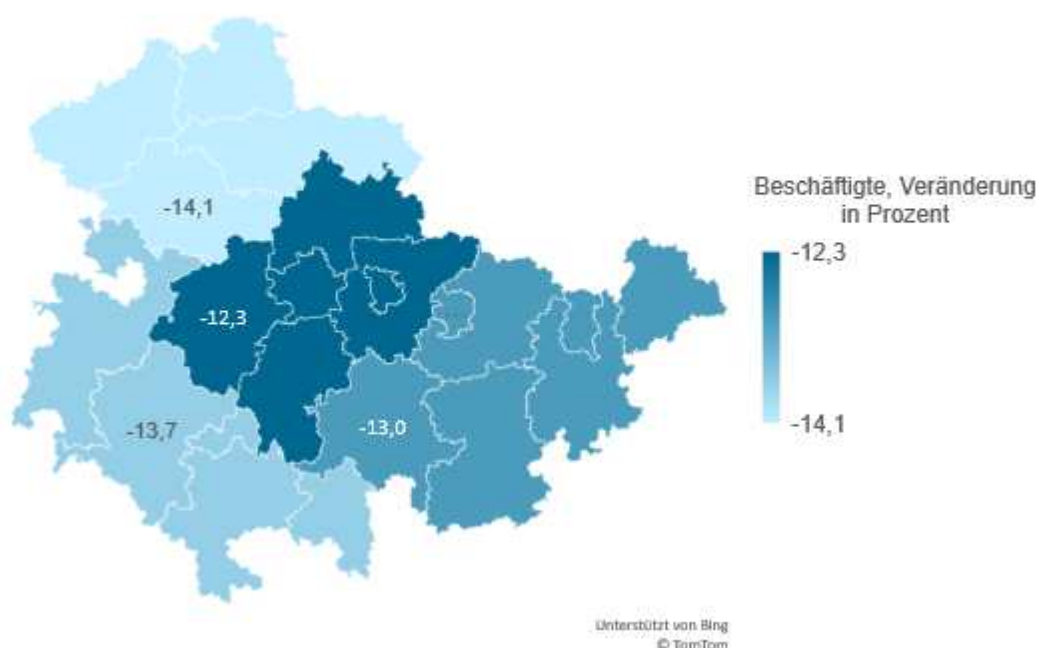 -14,1
Beschäftigte, Veränderung
in Prozent
-12,3
-12,3
-13,7
-13,0
-14,1
Unterstützt von Bing
© TomTom